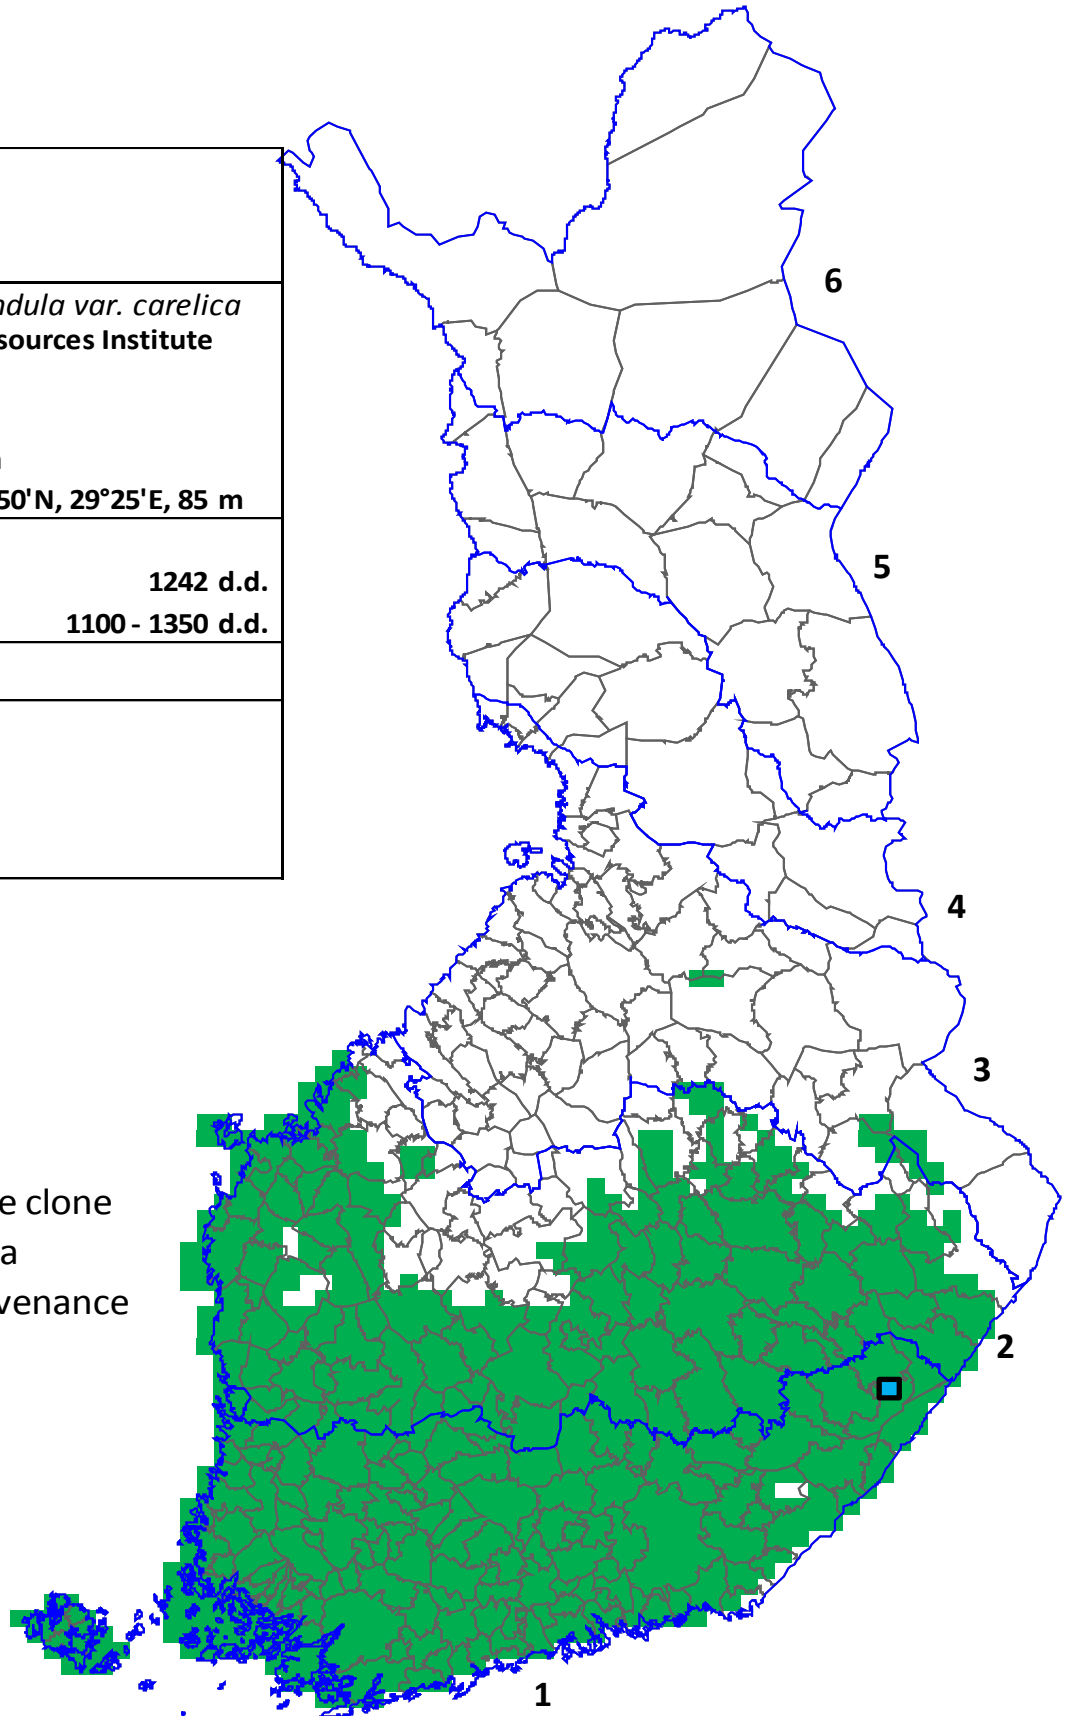 ndula var. carelica
sources Institute
50'N, 29°25'E, 85 m
1242 d.d.
1100 - 1350 d.d.
6
5
4
3
e clone
a
venance
2
1